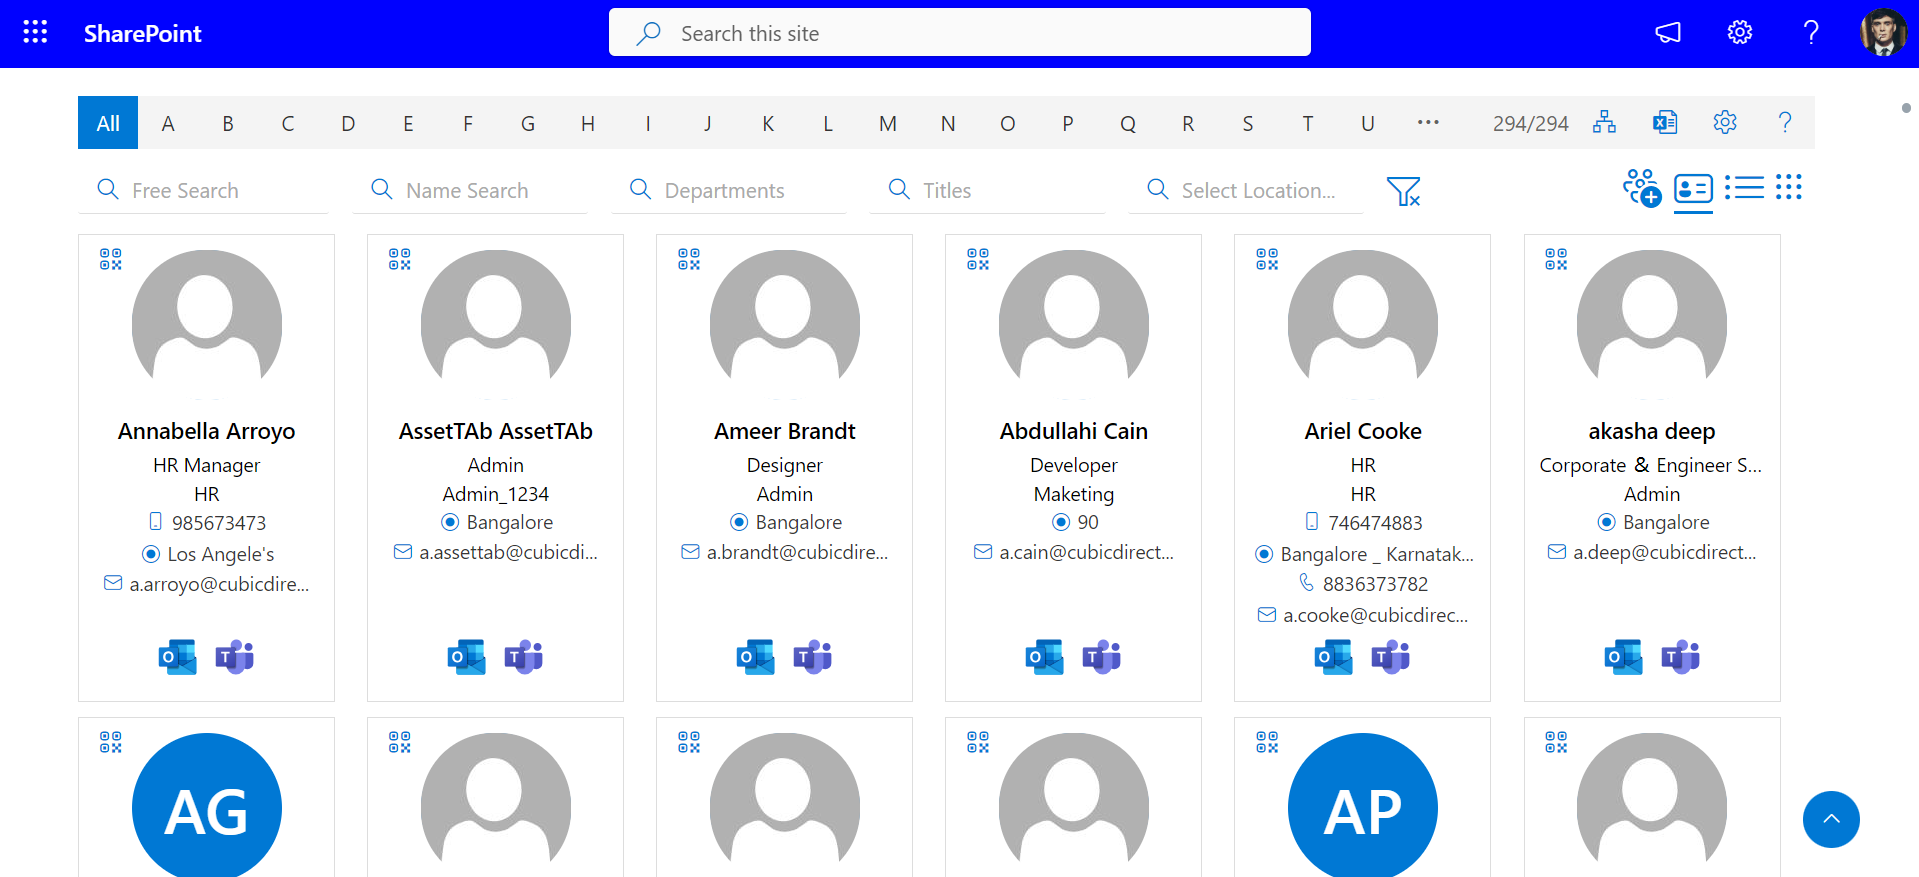 SharePoint
Search this site
All A B C D E F G H I J K L M N O P Q R S T U ··· 294/294
Free Search
Name Search
Departments
Titles
Select Location...
Annabella Arroyo
HR Manager
HR
985673473
Los Angele's
a.arroyo@cubicdire...
AssetTAb AssetTAb
Admin
Admin_1234
Bangalore
a.assettab@cubicdi...
Ameer Brandt
Designer
Admin
Bangalore
a.brandt@cubicdire...
Abdullahi Cain
Developer
Maketing
90
a.cain@cubicdirect...
Ariel Cooke
HR
HR
746474883
Bangalore _ Karnatak...
8836373782
a.cooke@cubicdirec...
akasha deep
Corporate & Engineer S...
Admin
Bangalore
a.deep@cubicdirect...
AG
AP